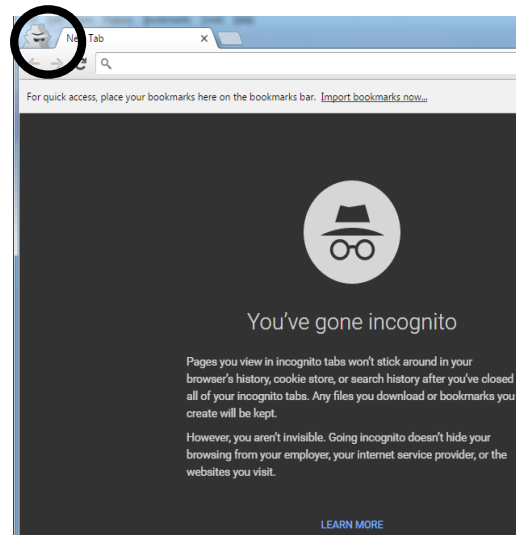 New Tab
For quick access, place your bookmarks here on the bookmarks bar. Import bookmarks now...
You've gone incognito
Pages you view in incognito tabs won't stick around in your
browser's history, cookie store, or search history after you've closed
all of your incognito tabs. Any files you download or bookmarks you
create will be kept.
However, you aren't invisible. Going incognito doesn't hide your
browsing from your employer, your internet service provider, or the
websites you visit.
LEARN MORE